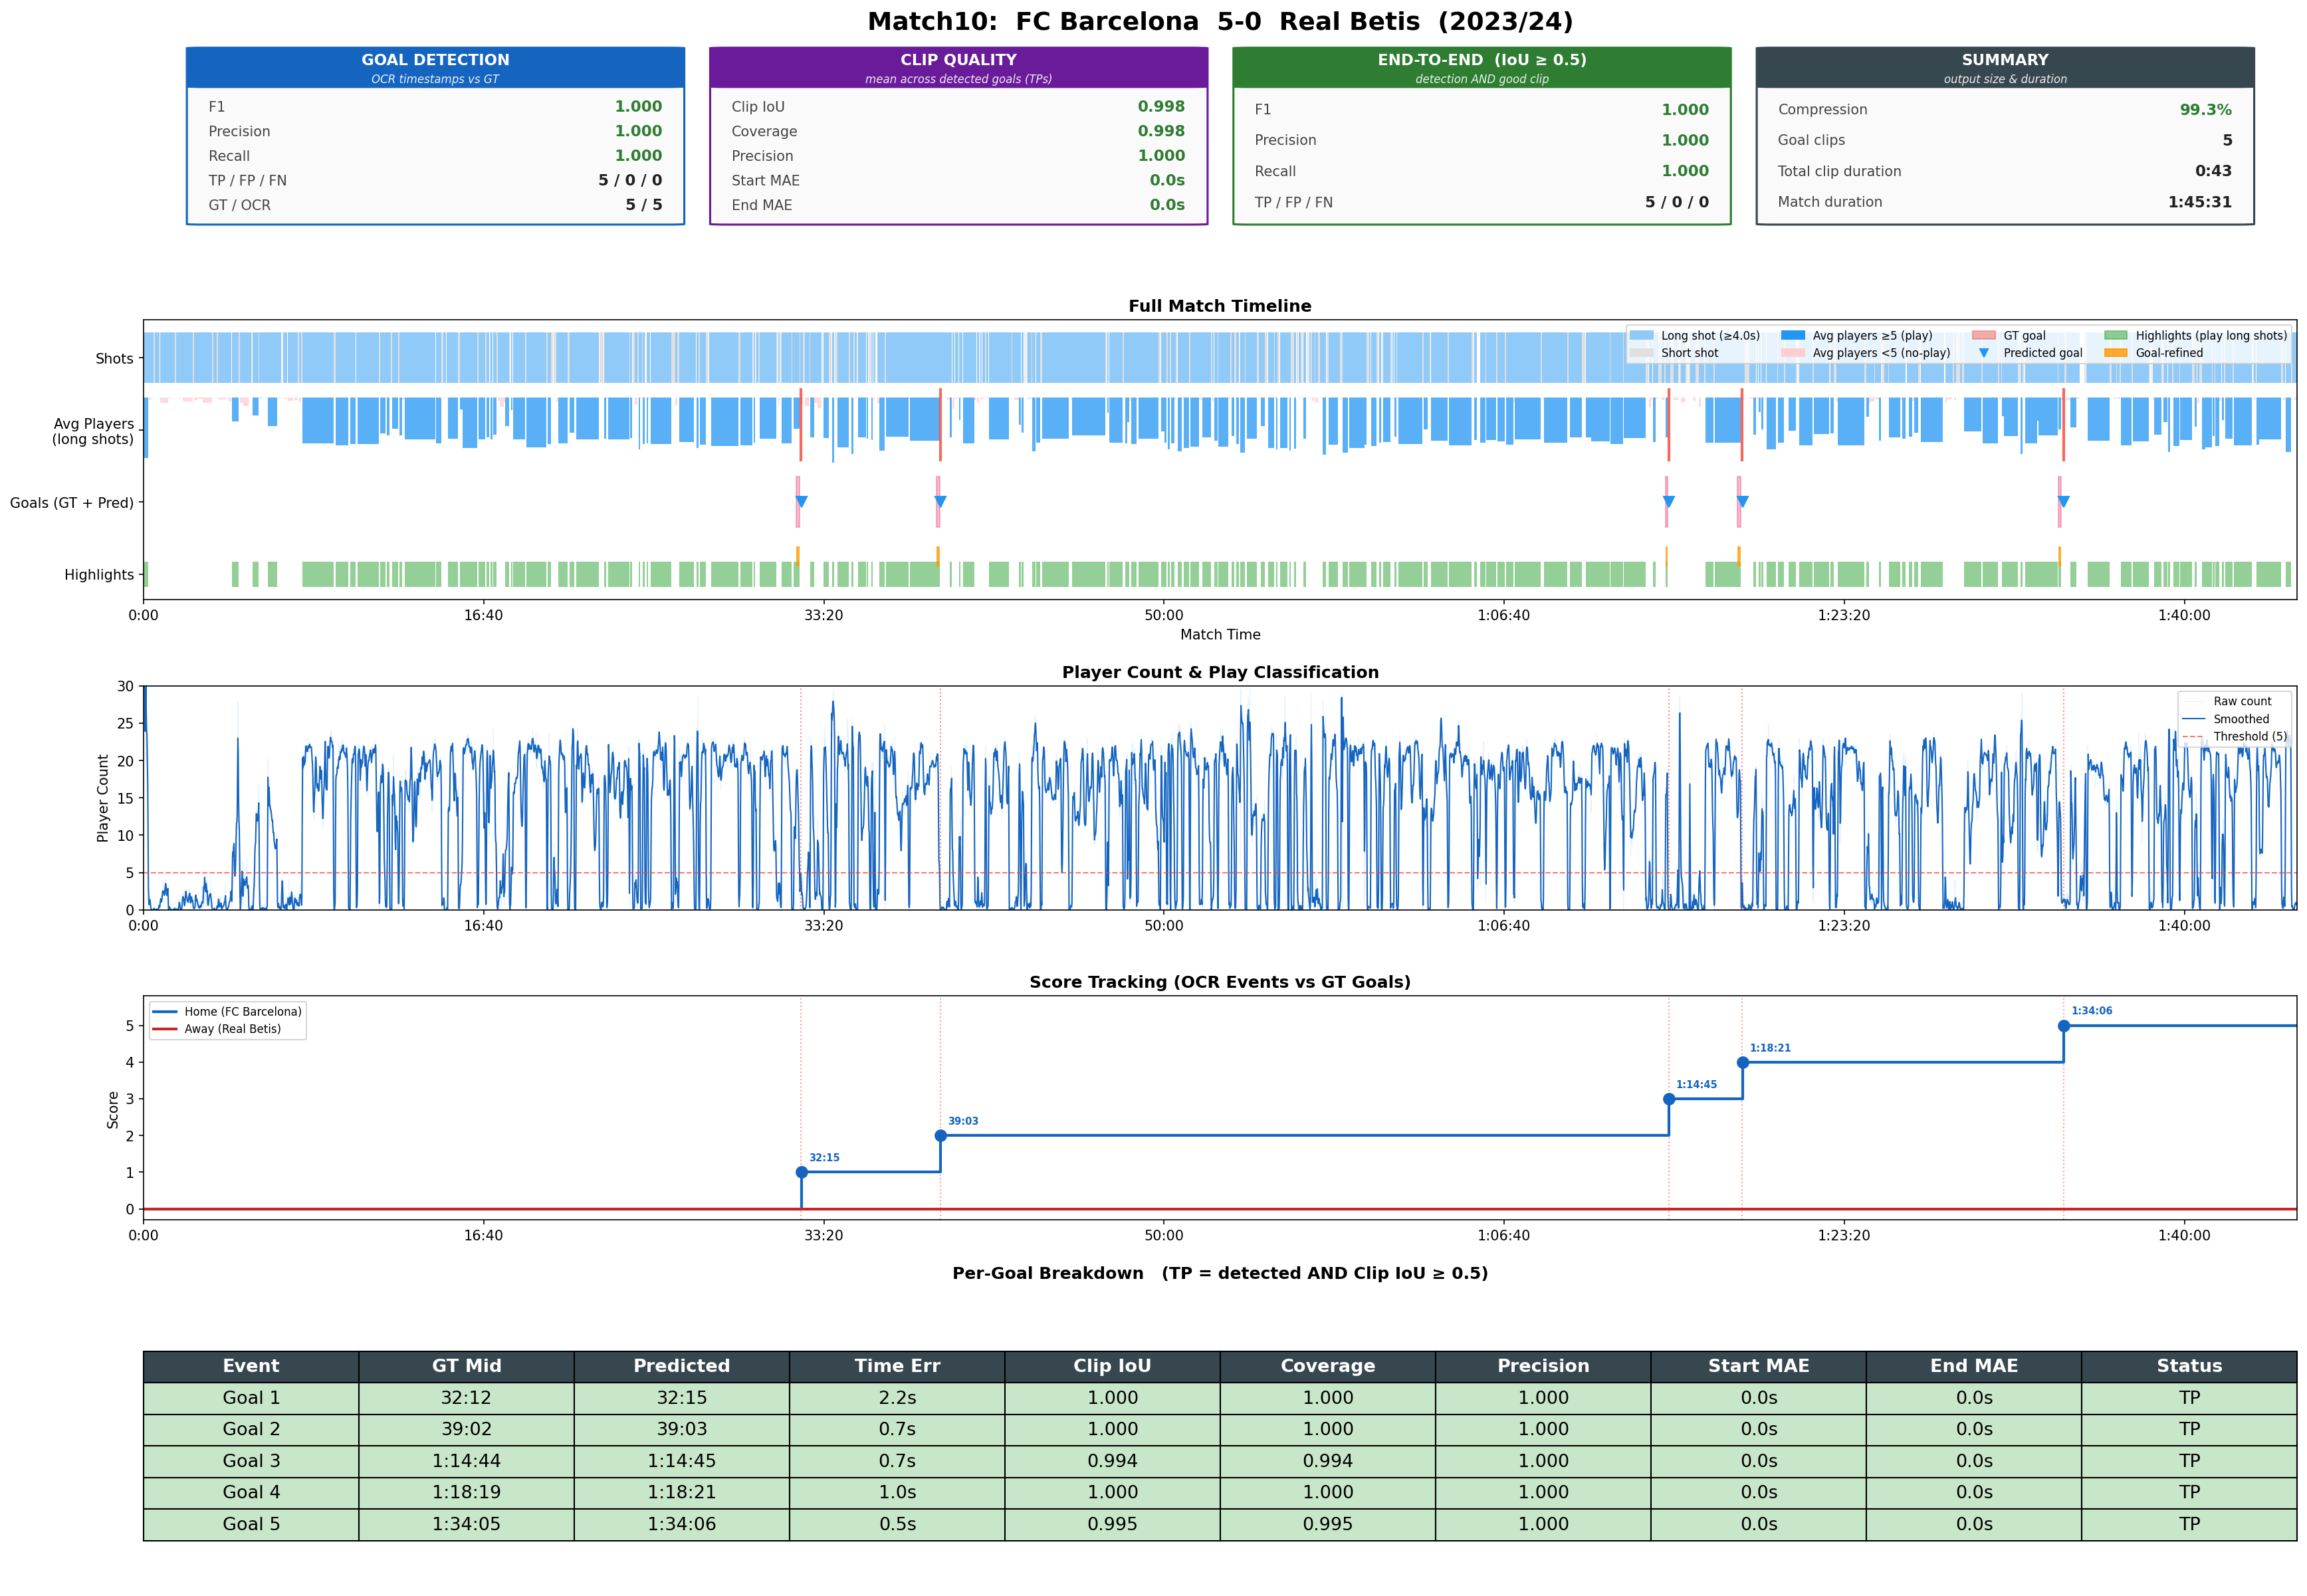 Match10:  FC Barcelona  5-0  Real Betis  (2023/24)
GOAL DETECTION
OCR timestamps vs GT
F1 1.000
Precision 1.000
Recall 1.000
TP / FP / FN 5 / 0 / 0
GT / OCR 5 / 5
CLIP QUALITY
mean across detected goals (TPs)
Clip IoU 0.998
Coverage 0.998
Precision 1.000
Start MAE 0.0s
End MAE 0.0s
END-TO-END  (IoU ≥ 0.5)
detection AND good clip
F1 1.000
Precision 1.000
Recall 1.000
TP / FP / FN 5 / 0 / 0
SUMMARY
output size & duration
Compression 99.3%
Goal clips 5
Total clip duration 0:43
Match duration 1:45:31
Full Match Timeline
Long shot (≥4.0s) Avg players ≥5 (play) GT goal Highlights (play long shots)
Short shot Avg players <5 (no-play) Predicted goal Goal-refined
Shots
Avg Players
(long shots)
Goals (GT + Pred)
Highlights
0:00 16:40 33:20 50:00 1:06:40 1:23:20 1:40:00
Match Time
Player Count & Play Classification
Player Count
30
25
20
15
10
5
0
Raw count
Smoothed
Threshold (5)
0:00 16:40 33:20 50:00 1:06:40 1:23:20 1:40:00
Score Tracking (OCR Events vs GT Goals)
Home (FC Barcelona)
Away (Real Betis)
Score
5
4
3
2
1
0
32:15
39:03
1:14:45
1:18:21
1:34:06
0:00 16:40 33:20 50:00 1:06:40 1:23:20 1:40:00
Per-Goal Breakdown   (TP = detected AND Clip IoU ≥ 0.5)
Event GT Mid Predicted Time Err Clip IoU Coverage Precision Start MAE End MAE Status
Goal 1 32:12 32:15 2.2s 1.000 1.000 1.000 0.0s 0.0s TP
Goal 2 39:02 39:03 0.7s 1.000 1.000 1.000 0.0s 0.0s TP
Goal 3 1:14:44 1:14:45 0.7s 0.994 0.994 1.000 0.0s 0.0s TP
Goal 4 1:18:19 1:18:21 1.0s 1.000 1.000 1.000 0.0s 0.0s TP
Goal 5 1:34:05 1:34:06 0.5s 0.995 0.995 1.000 0.0s 0.0s TP